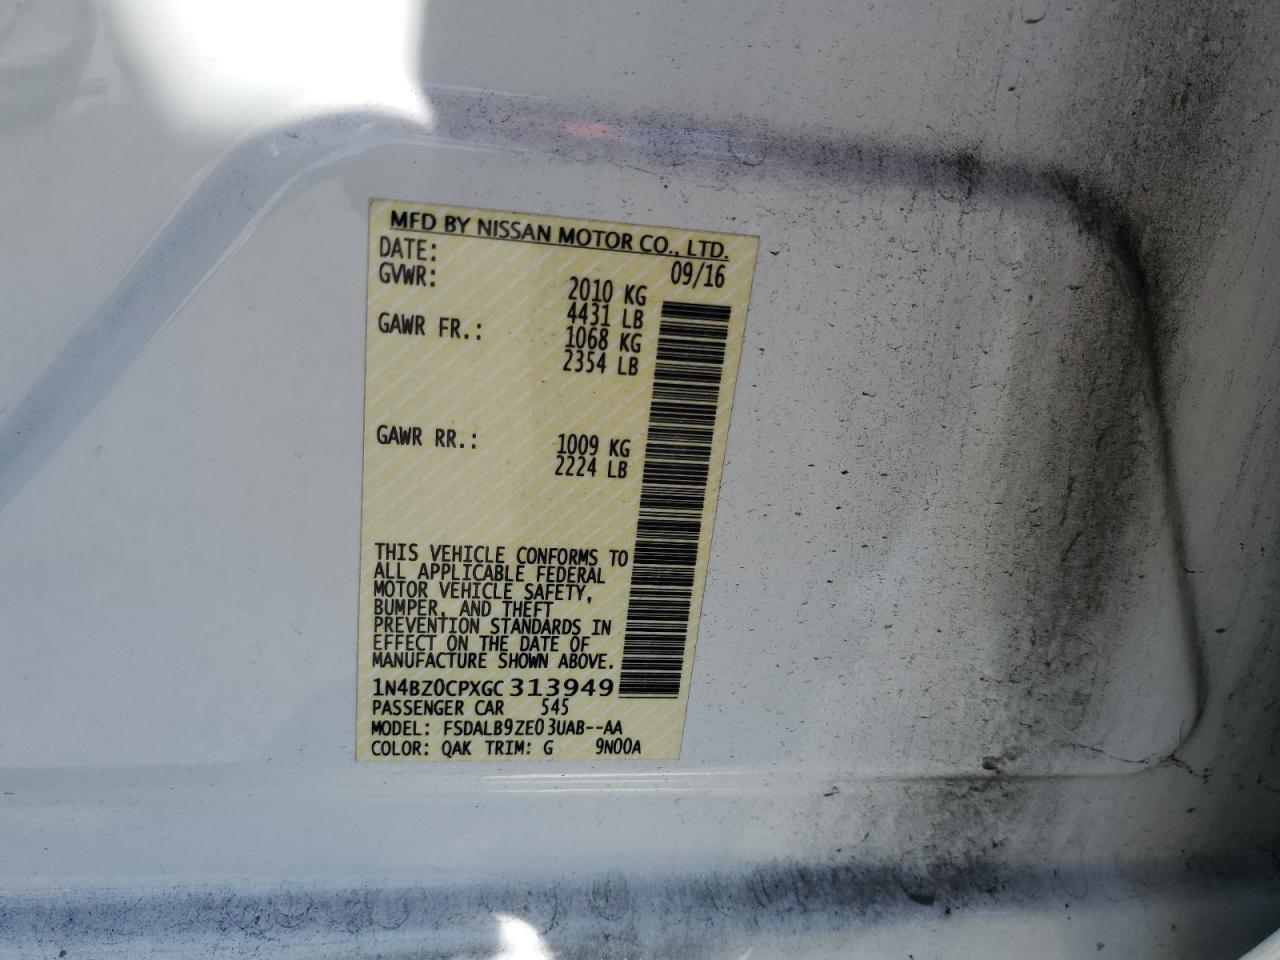 MFD BY NISSAN MOTOR CO., LTD.
DATE: 09/16
GVWR: 2010 KG
4431 LB
GAWR FR.: 1068 KG
2354 LB
GAWR RR.: 1009 KG
2224 LB
THIS VEHICLE CONFORMS TO
ALL APPLICABLE FEDERAL
MOTOR VEHICLE SAFETY,
BUMPER, AND THEFT
PREVENTION STANDARDS IN
EFFECT ON THE DATE OF
MANUFACTURE SHOWN ABOVE.
1N4BZ0CPXGC313949
PASSENGER CAR 545
MODEL: FSDALB9ZE03UAB--AA
COLOR: QAK TRIM: G 9N00A